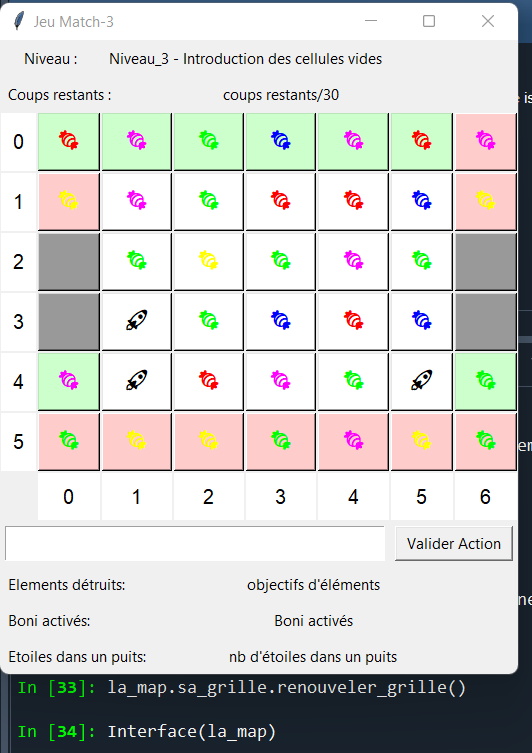 Jeu Match-3
Niveau : Niveau_3 - Introduction des cellules vides
Coups restants : coups restants/30
0
1
2
3
4
5
0 1 2 3 4 5 6
Valider Action
Elements détruits: objectifs d'éléments
Boni activés: Boni activés
Etoiles dans un puits: nb d'étoiles dans un puits
In [33]: la_map.sa_grille.renouveler_grille()
In [34]: Interface(la_map)